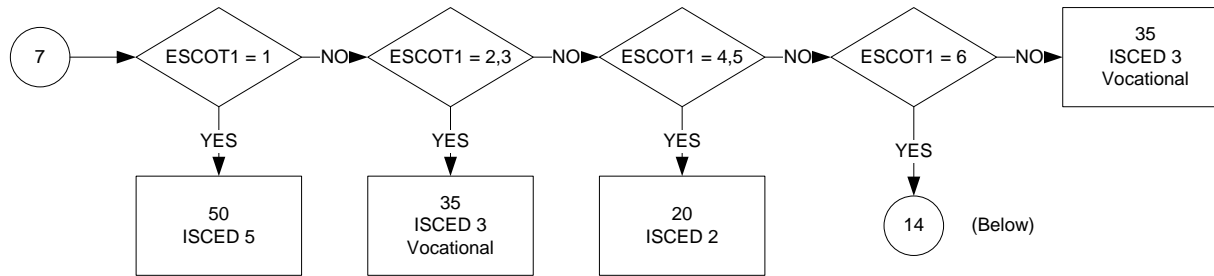 7
ESCOT1 = 1
NO
ESCOT1 = 2,3
NO
ESCOT1 = 4,5
NO
ESCOT1 = 6
NO
35
ISCED 3
Vocational
YES
YES
YES
YES
50
ISCED 5
35
ISCED 3
Vocational
20
ISCED 2
14
(Below)